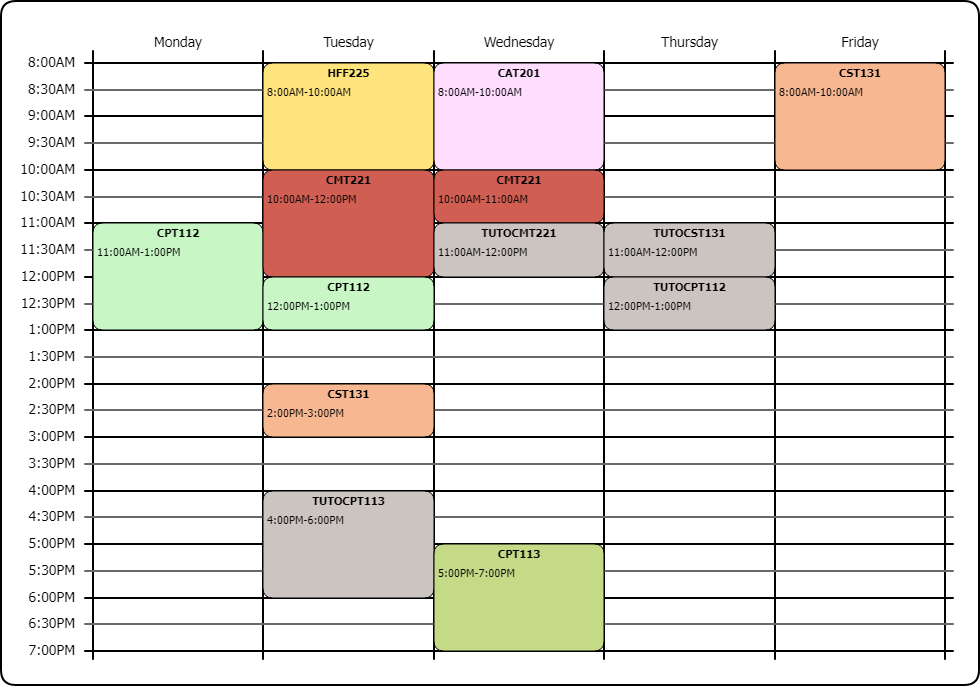 Monday Tuesday Wednesday Thursday Friday
8:00AM
HFF225
8:00AM-10:00AM
CAT201
8:00AM-10:00AM
CST131
8:00AM-10:00AM
8:30AM
9:00AM
9:30AM
10:00AM
CMT221
10:00AM-12:00PM
CMT221
10:00AM-11:00AM
10:30AM
11:00AM
CPT112
11:00AM-1:00PM
TUTOCMT221
11:00AM-12:00PM
TUTOCST131
11:00AM-12:00PM
11:30AM
12:00PM
CPT112
12:00PM-1:00PM
TUTOCPT112
12:00PM-1:00PM
12:30PM
1:00PM
1:30PM
2:00PM
CST131
2:00PM-3:00PM
2:30PM
3:00PM
3:30PM
4:00PM
TUTOCPT113
4:00PM-6:00PM
4:30PM
5:00PM
CPT113
5:00PM-7:00PM
5:30PM
6:00PM
6:30PM
7:00PM